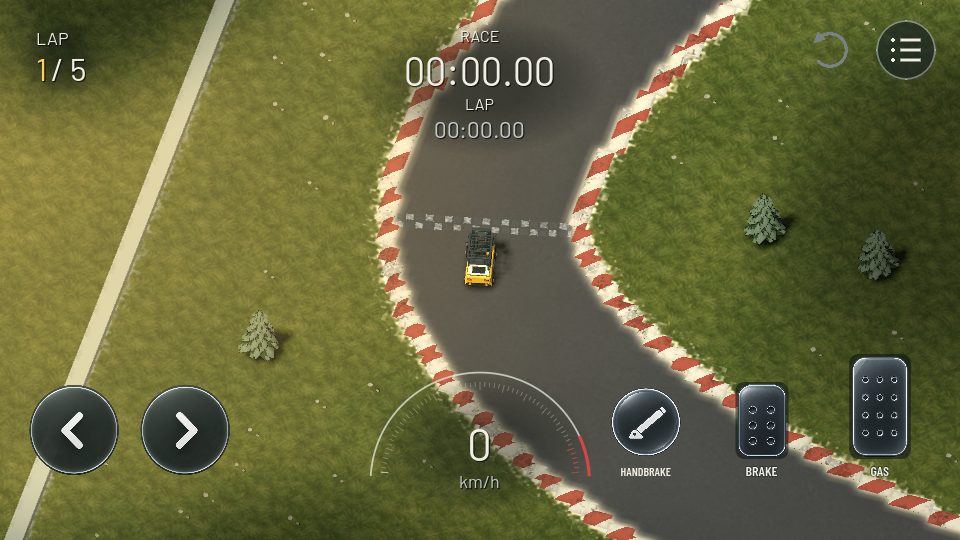 LAP
1/ 5
RACE
00:00.00
LAP
00:00.00
0
km/h
HANDBRAKE
BRAKE
GAS